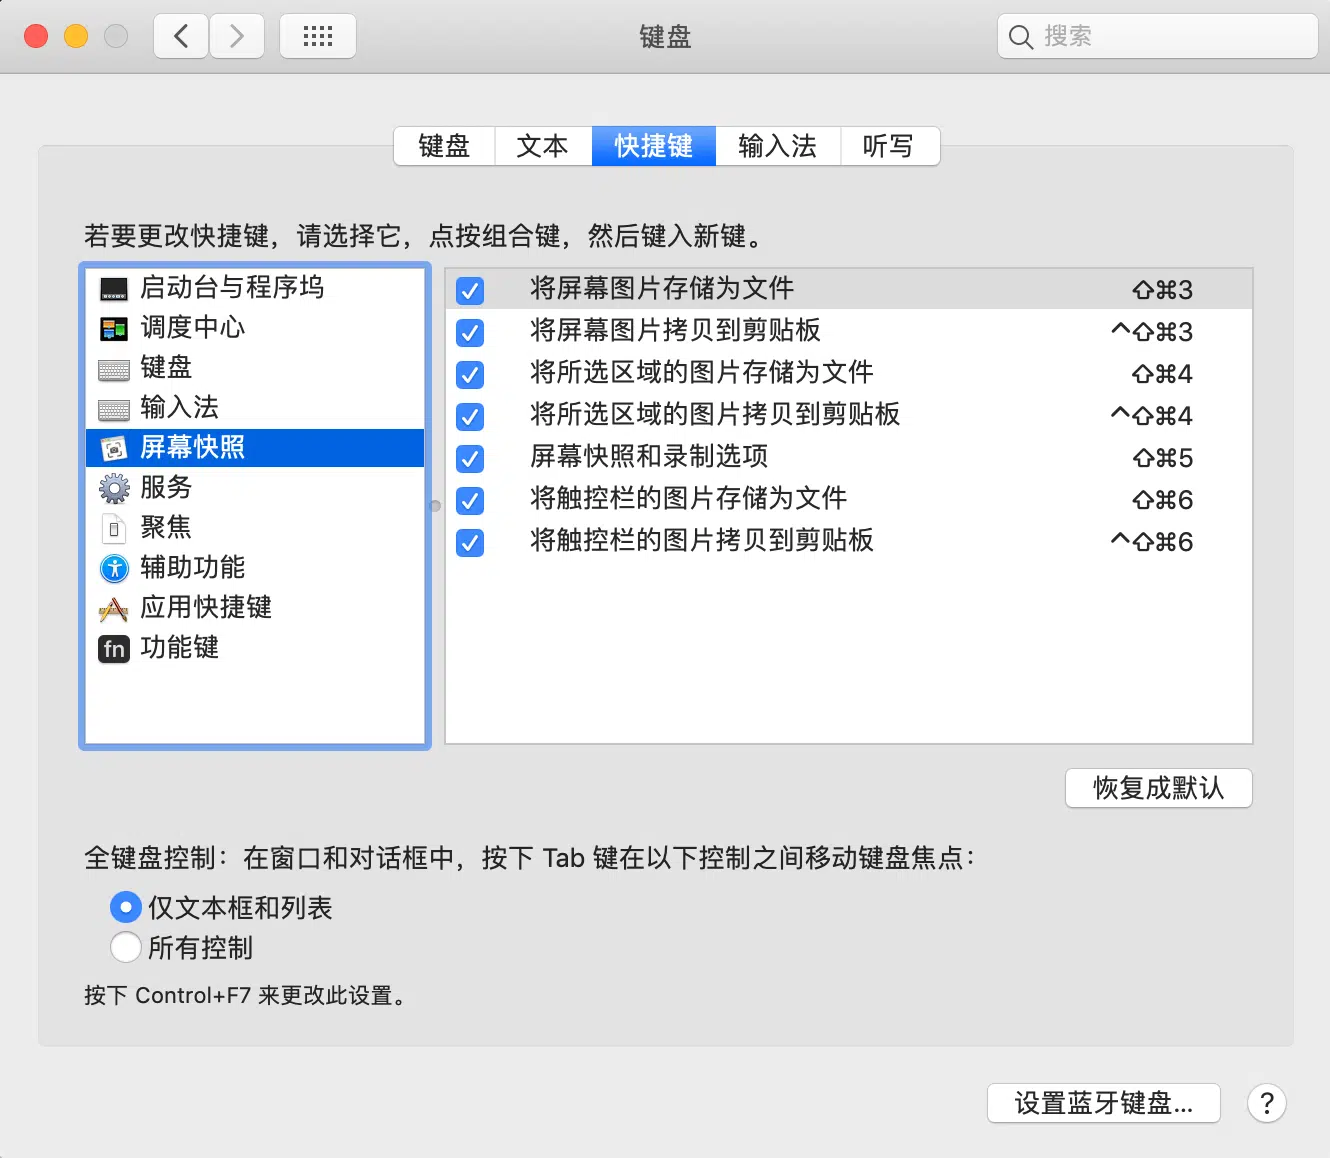 键盘
搜索
键盘 文本 快捷键 输入法 听写
若要更改快捷键，请选择它，点按组合键，然后键入新键。
启动台与程序坞
调度中心
键盘
输入法
屏幕快照
服务
聚焦
辅助功能
应用快捷键
fn 功能键
将屏幕图片存储为文件 ⇧⌘3
将屏幕图片拷贝到剪贴板 ^⇧⌘3
将所选区域的图片存储为文件 ⇧⌘4
将所选区域的图片拷贝到剪贴板 ^⇧⌘4
屏幕快照和录制选项 ⇧⌘5
将触控栏的图片存储为文件 ⇧⌘6
将触控栏的图片拷贝到剪贴板 ^⇧⌘6
恢复成默认
全键盘控制：在窗口和对话框中，按下 Tab 键在以下控制之间移动键盘焦点：
仅文本框和列表
所有控制
按下 Control+F7 来更改此设置。
设置蓝牙键盘... ?